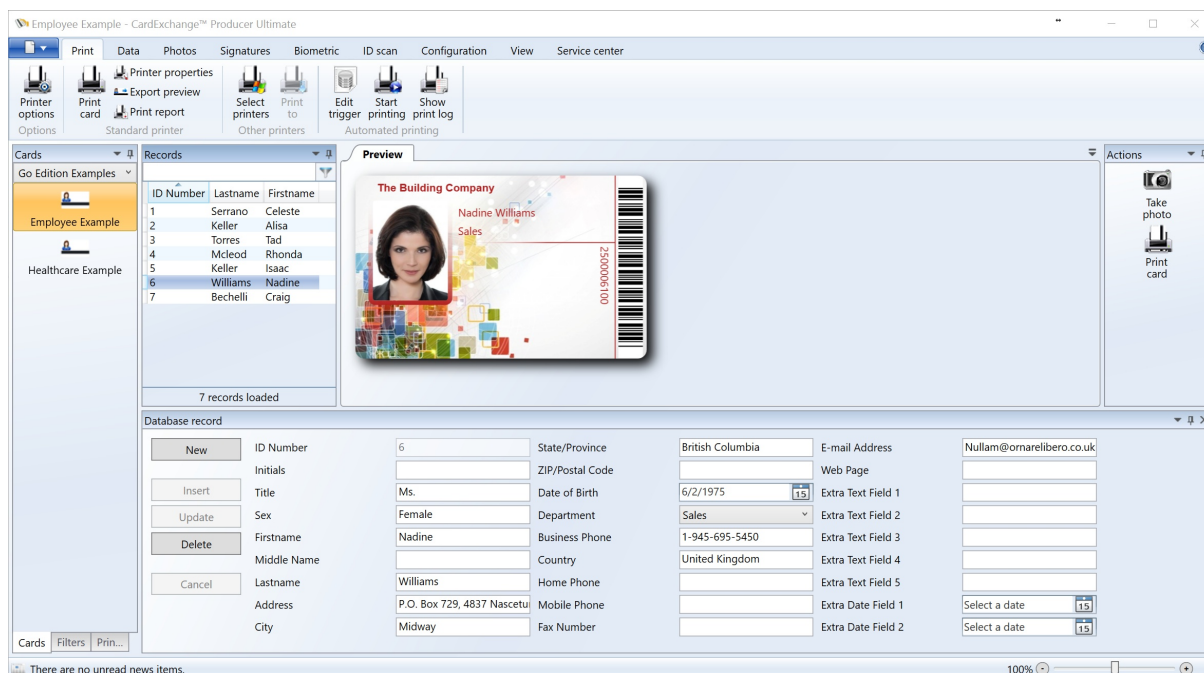 Employee Example - CardExchange™ Producer Ultimate
Print Data Photos Signatures Biometric ID scan Configuration View Service center
Printer options
Print card
Printer properties
Export preview
Print report
Select printers
Print to
Edit trigger
Start printing
Show print log
Options Standard printer Other printers Automated printing
Cards
Go Edition Examples
Employee Example
Healthcare Example
Records
ID Number Lastname Firstname
1 Serrano Celeste
2 Keller Alisa
3 Torres Tad
4 Mcleod Rhonda
5 Keller Isaac
6 Williams Nadine
7 Bechelli Craig
7 records loaded
Preview
The Building Company
Nadine Williams
Sales
2500006100
Actions
Take photo
Print card
Database record
New
Insert
Update
Delete
Cancel
ID Number 6
Initials
Title Ms.
Sex Female
Firstname Nadine
Middle Name
Lastname Williams
Address P.O. Box 729, 4837 Nascetu
City Midway
State/Province British Columbia
ZIP/Postal Code
Date of Birth 6/2/1975 15
Department Sales
Business Phone 1-945-695-5450
Country United Kingdom
Home Phone
Mobile Phone
Fax Number
E-mail Address Nullam@ornarelibero.co.uk
Web Page
Extra Text Field 1
Extra Text Field 2
Extra Text Field 3
Extra Text Field 4
Extra Text Field 5
Extra Date Field 1 Select a date 15
Extra Date Field 2 Select a date 15
Cards Filters Prin...
There are no unread news items.
100%